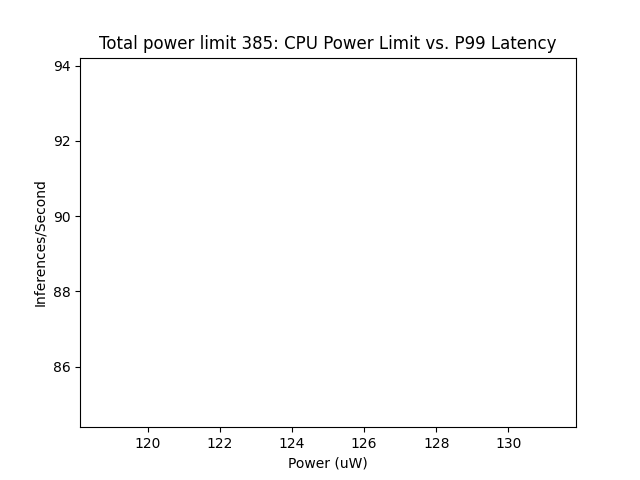 Total power limit 385: CPU Power Limit vs. P99 Latency
94
92
90
88
86
Inferences/Second
120 122 124 126 128 130
Power (uW)